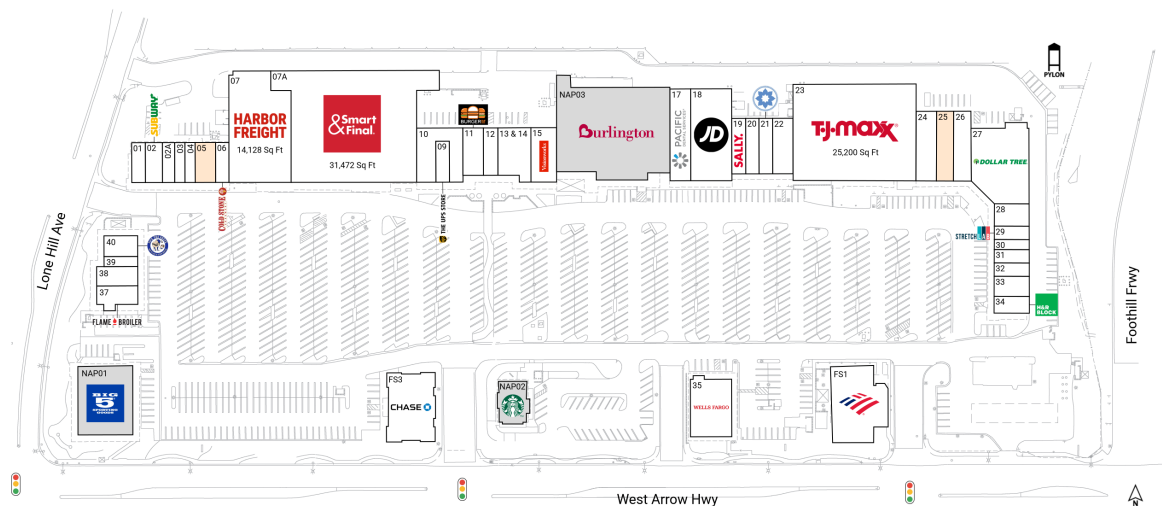 PYLON
SUBWAY
07
07A
HARBOR
FREIGHT
14,128 Sq Ft
&Smart
Final.
31,472 Sq Ft
01
02
02A
03
04
05
06
COLD STONE
10
09
THE UPS STORE
BURGERIM
11
12
13 & 14
15
NAP03
Burlington
17
PACIFIC
18
JD
19
SALLY.
20
21
22
23
TJ·maxx
25,200 Sq Ft
24
25
26
27
DOLLAR TREE
28
29
STRETCHLAB
30
31
32
33
34
H&R
BLOCK
40
39
38
37
FLAME BROILER
Lone Hill Ave
Foothill Frwy
NAP01
BIG
5
SPORTING
GOODS
FS3
CHASE
NAP02
35
WELLS FARGO
FS1
West Arrow Hwy
N